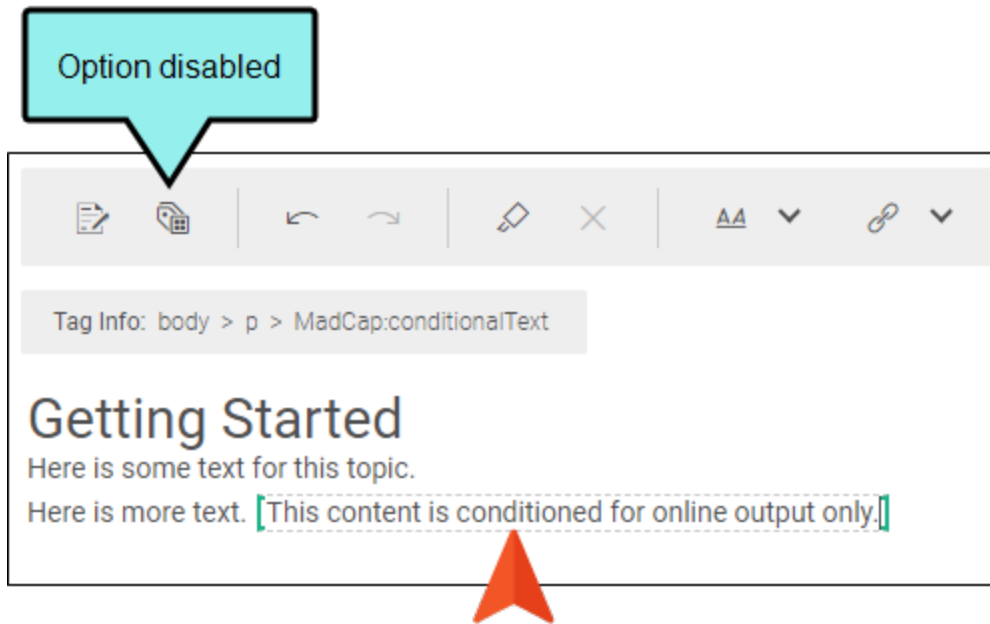 Option disabled
AA
Tag Info: body > p > MadCap:conditionalText
Getting Started
Here is some text for this topic.
Here is more text. [This content is conditioned for online output only.]